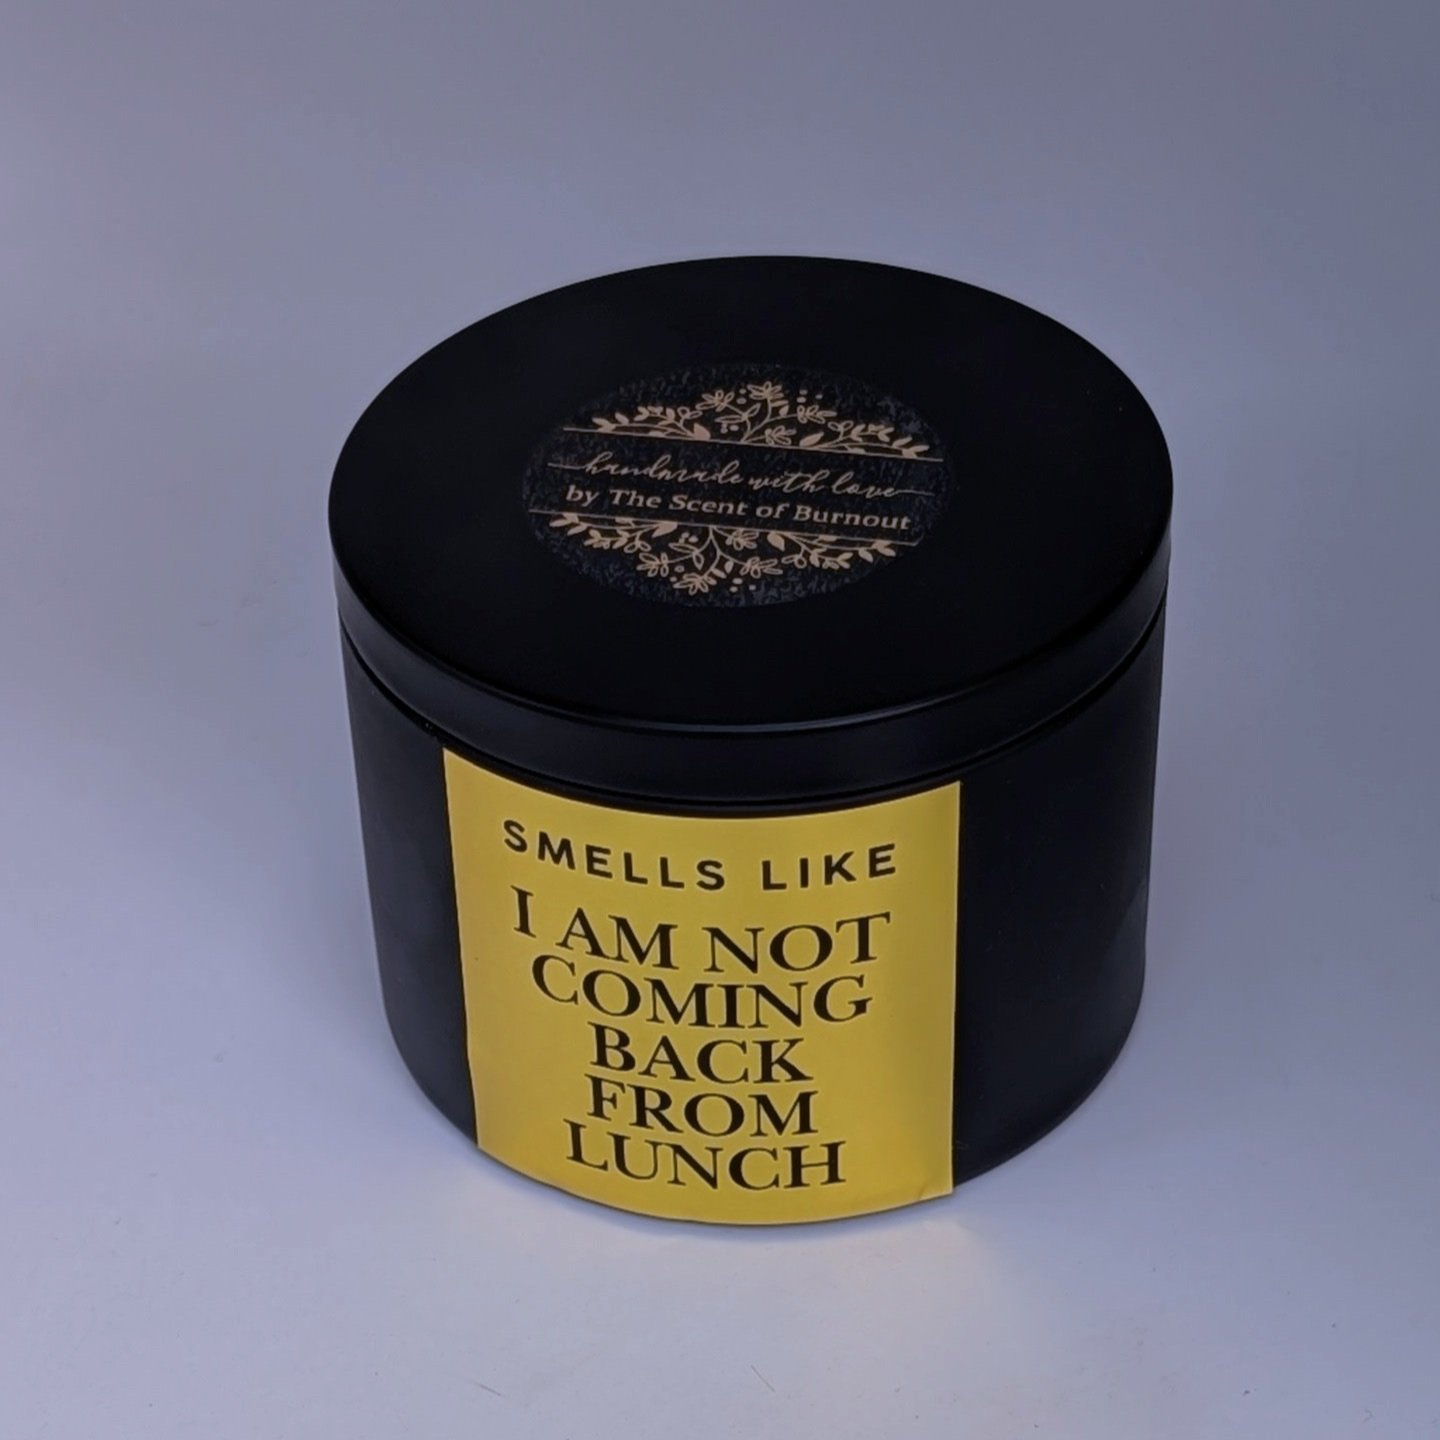 handmade with love
by The Scent of Burnout
SMELLS LIKE
I AM NOT
COMING
BACK
FROM
LUNCH